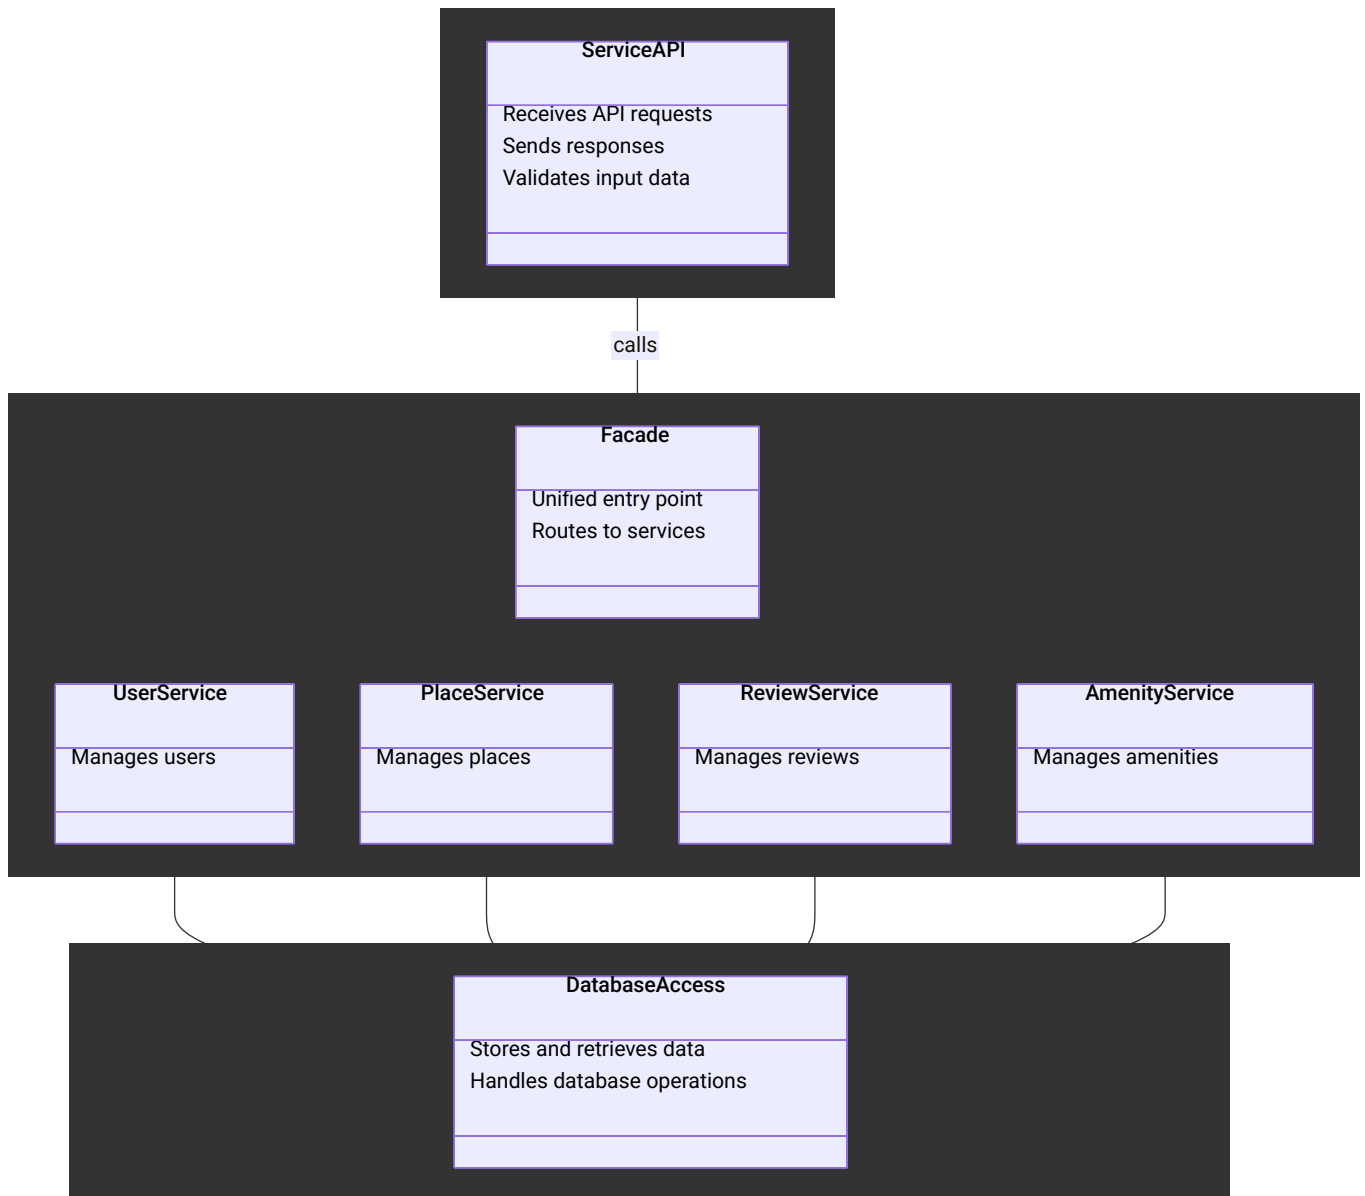 ServiceAPI
Receives API requests
Sends responses
Validates input data
calls
Facade
Unified entry point
Routes to services
UserService
Manages users
PlaceService
Manages places
ReviewService
Manages reviews
AmenityService
Manages amenities
DatabaseAccess
Stores and retrieves data
Handles database operations